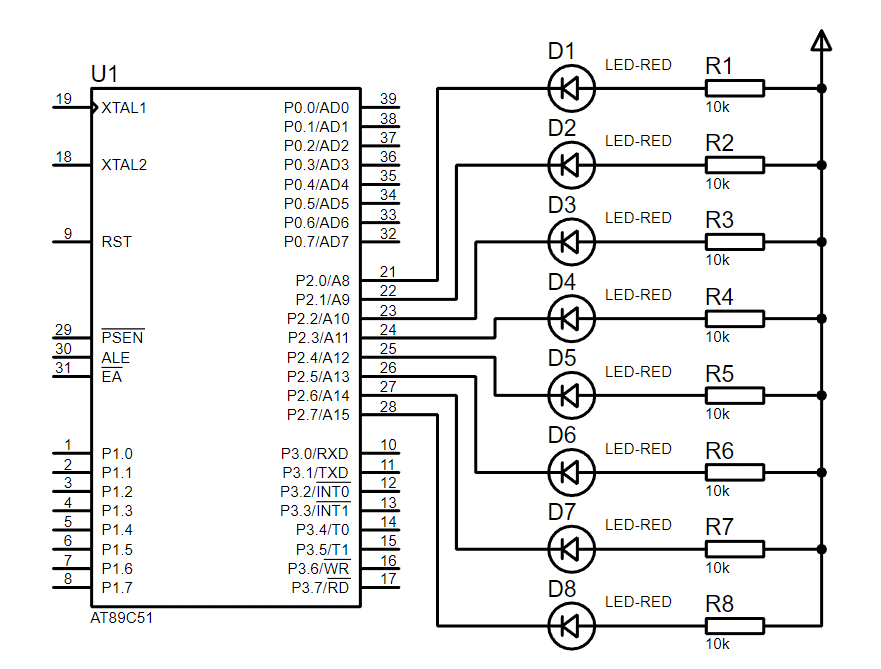 U1
19
XTAL1
18
XTAL2
9
RST
29
PSEN
30
ALE
31
EA
1
P1.0
2
P1.1
3
P1.2
4
P1.3
5
P1.4
6
P1.5
7
P1.6
8
P1.7
P0.0/AD0
39
P0.1/AD1
38
P0.2/AD2
37
P0.3/AD3
36
P0.4/AD4
35
P0.5/AD5
34
P0.6/AD6
33
P0.7/AD7
32
P2.0/A8
21
P2.1/A9
22
P2.2/A10
23
P2.3/A11
24
P2.4/A12
25
P2.5/A13
26
P2.6/A14
27
P2.7/A15
28
P3.0/RXD
10
P3.1/TXD
11
P3.2/INT0
12
P3.3/INT1
13
P3.4/T0
14
P3.5/T1
15
P3.6/WR
16
P3.7/RD
17
AT89C51
D1
LED-RED
R1
10k
D2
LED-RED
R2
10k
D3
LED-RED
R3
10k
D4
LED-RED
R4
10k
D5
LED-RED
R5
10k
D6
LED-RED
R6
10k
D7
LED-RED
R7
10k
D8
LED-RED
R8
10k